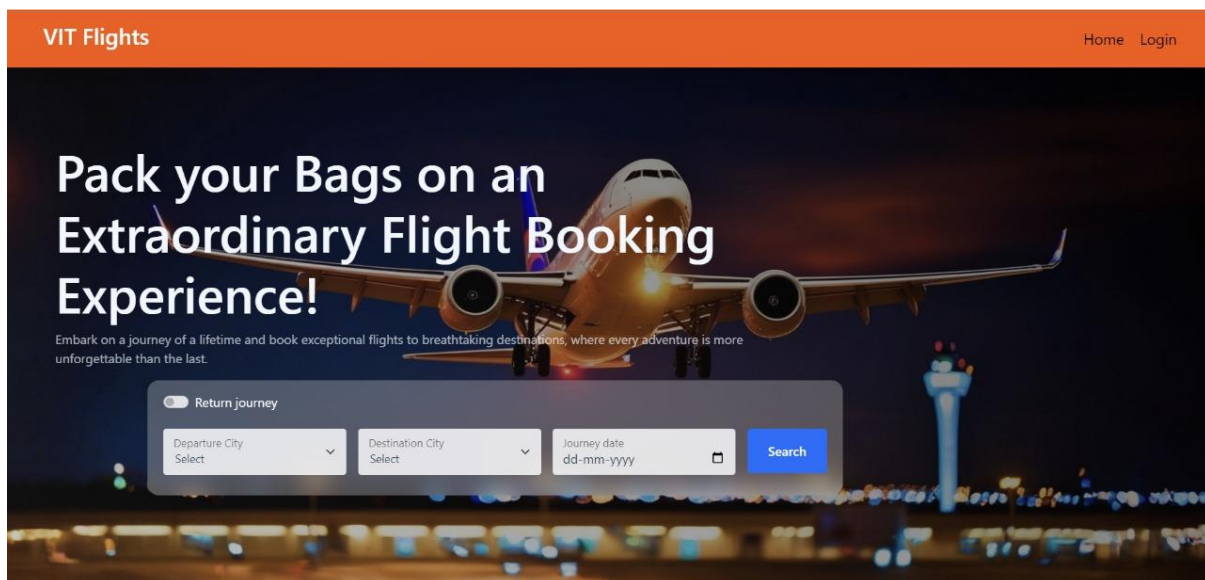 VIT Flights
Home Login
Pack your Bags on an
Extraordinary Flight Booking
Experience!
Embark on a journey of a lifetime and book exceptional flights to breathtaking destinations, where every adventure is more
unforgettable than the last.
Return journey
Departure City
Select
Destination City
Select
Journey date
dd-mm-yyyy
Search